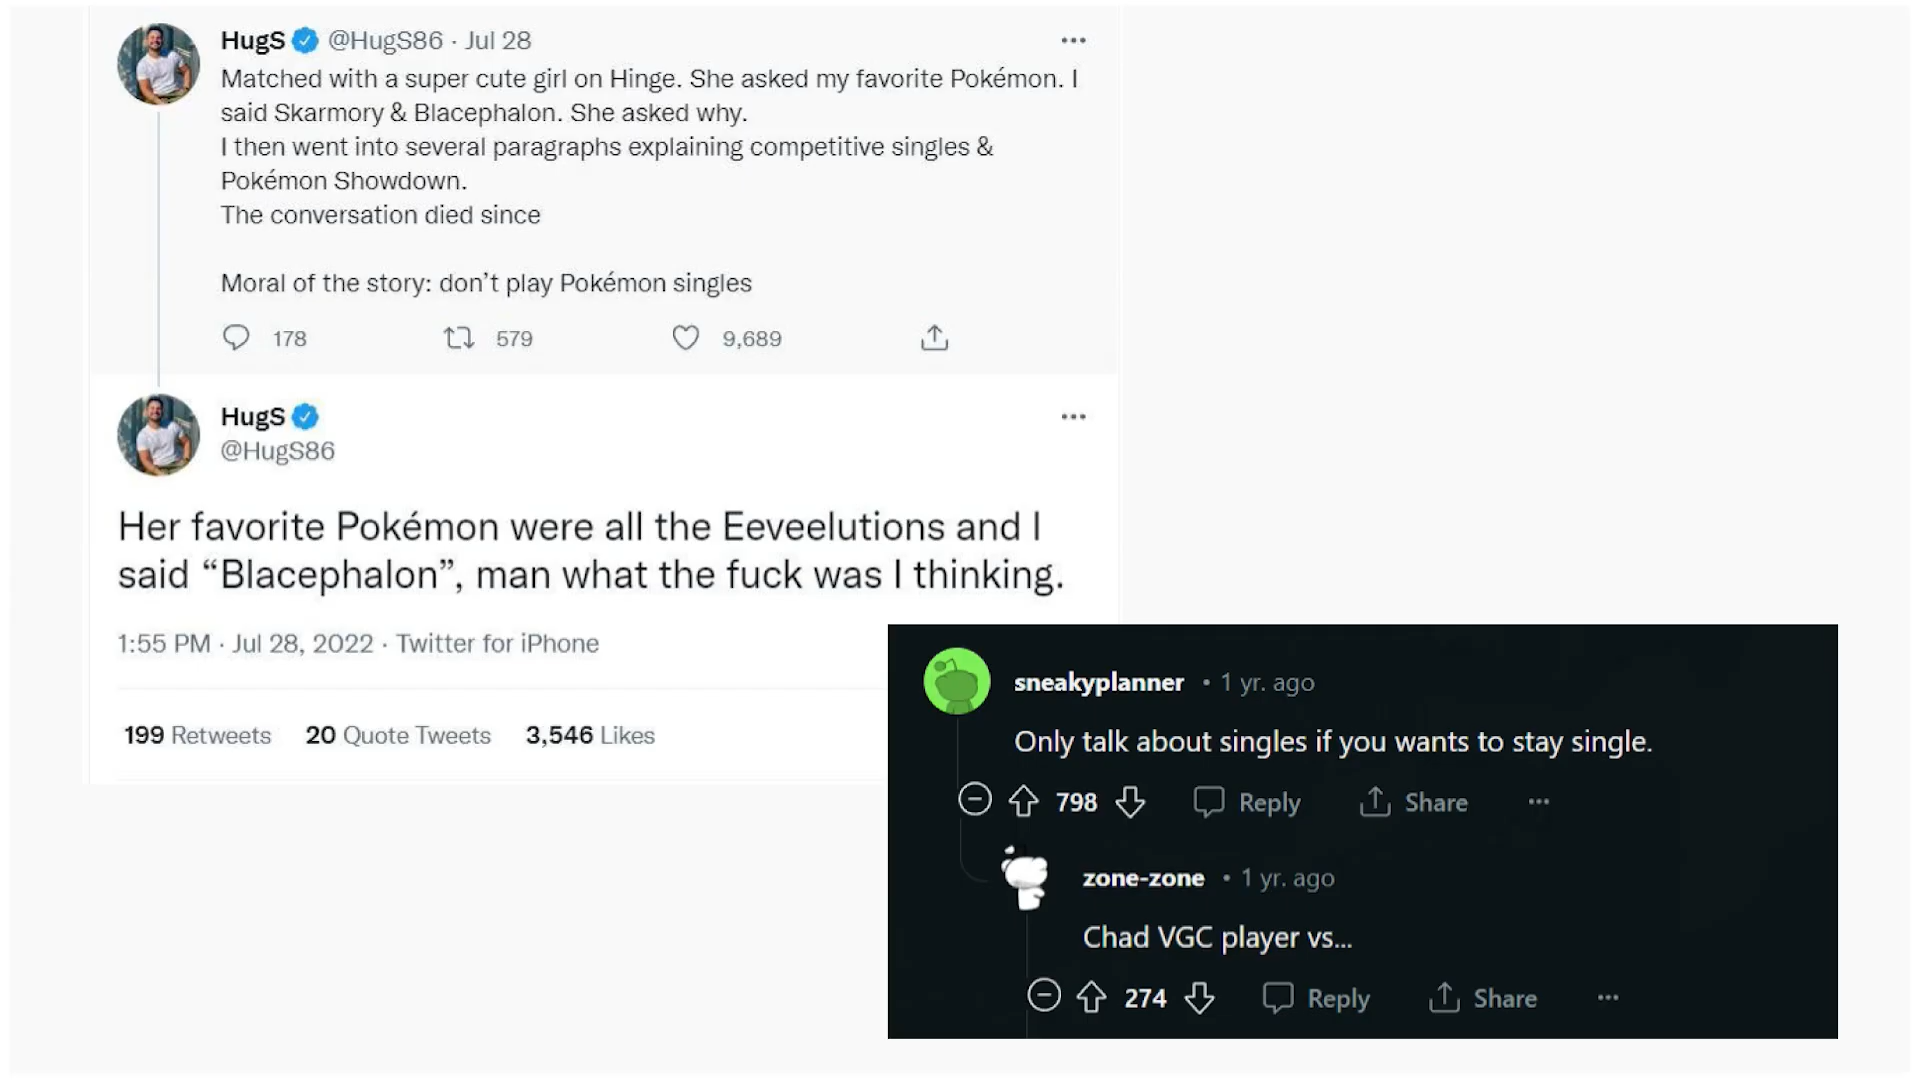 HugS @HugS86 · Jul 28
Matched with a super cute girl on Hinge. She asked my favorite Pokémon. I
said Skarmory & Blacephalon. She asked why.
I then went into several paragraphs explaining competitive singles &
Pokémon Showdown.
The conversation died since
Moral of the story: don’t play Pokémon singles
178 579 9,689
HugS
@HugS86
Her favorite Pokémon were all the Eeveelutions and I
said “Blacephalon”, man what the fuck was I thinking.
1:55 PM · Jul 28, 2022 · Twitter for iPhone
199 Retweets 20 Quote Tweets 3,546 Likes
sneakyplanner • 1 yr. ago
Only talk about singles if you wants to stay single.
798 Reply Share
zone-zone • 1 yr. ago
Chad VGC player vs...
274 Reply Share